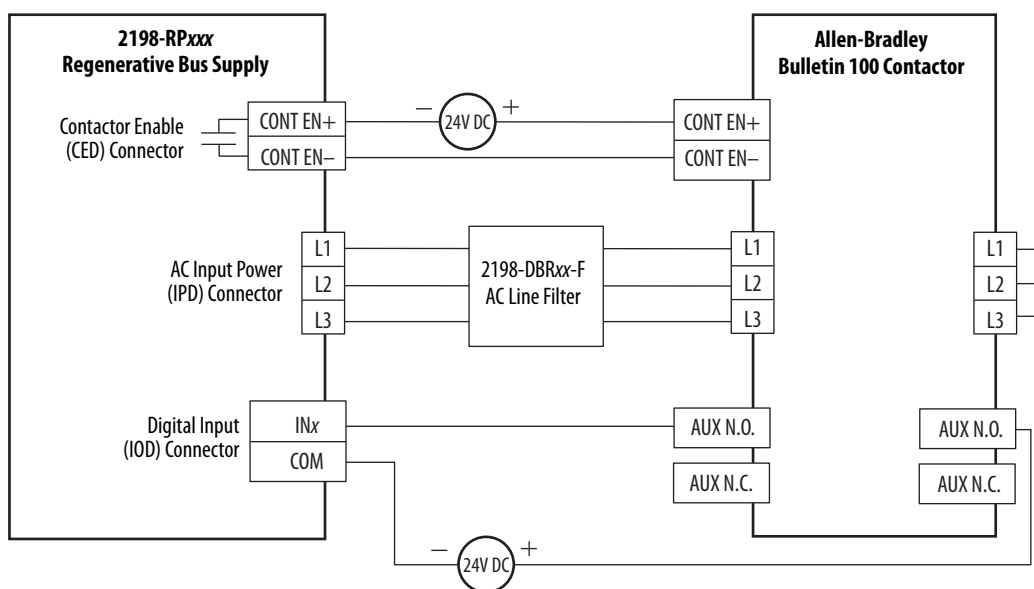 2198-RPxxx
Regenerative Bus Supply
Allen-Bradley
Bulletin 100 Contactor
Contactor Enable
(CED) Connector
CONT EN+
CONT EN–
– 24V DC +
CONT EN+
CONT EN–
AC Input Power
(IPD) Connector
L1
L2
L3
2198-DBRxx-F
AC Line Filter
L1
L2
L3
L1
L2
L3
Digital Input
(IOD) Connector
INx
COM
AUX N.O.
AUX N.C.
AUX N.O.
AUX N.C.
– 24V DC +